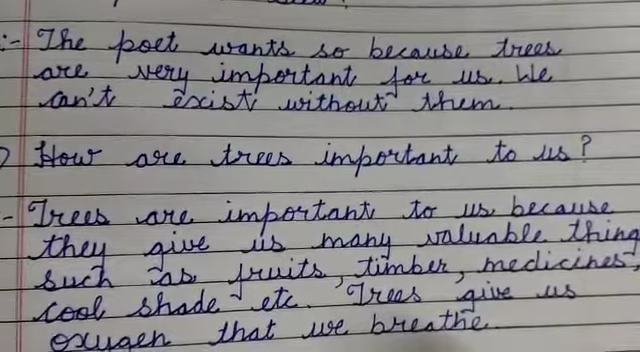 :- The poet wants so because trees
are very important for us. We
can't exist without them.
) How are trees important to us?
- Trees are important to us because
they give us many valuable thing
such as fruits, timber, medicines,
cool shade etc. Trees give us
oxygen that we breathe.